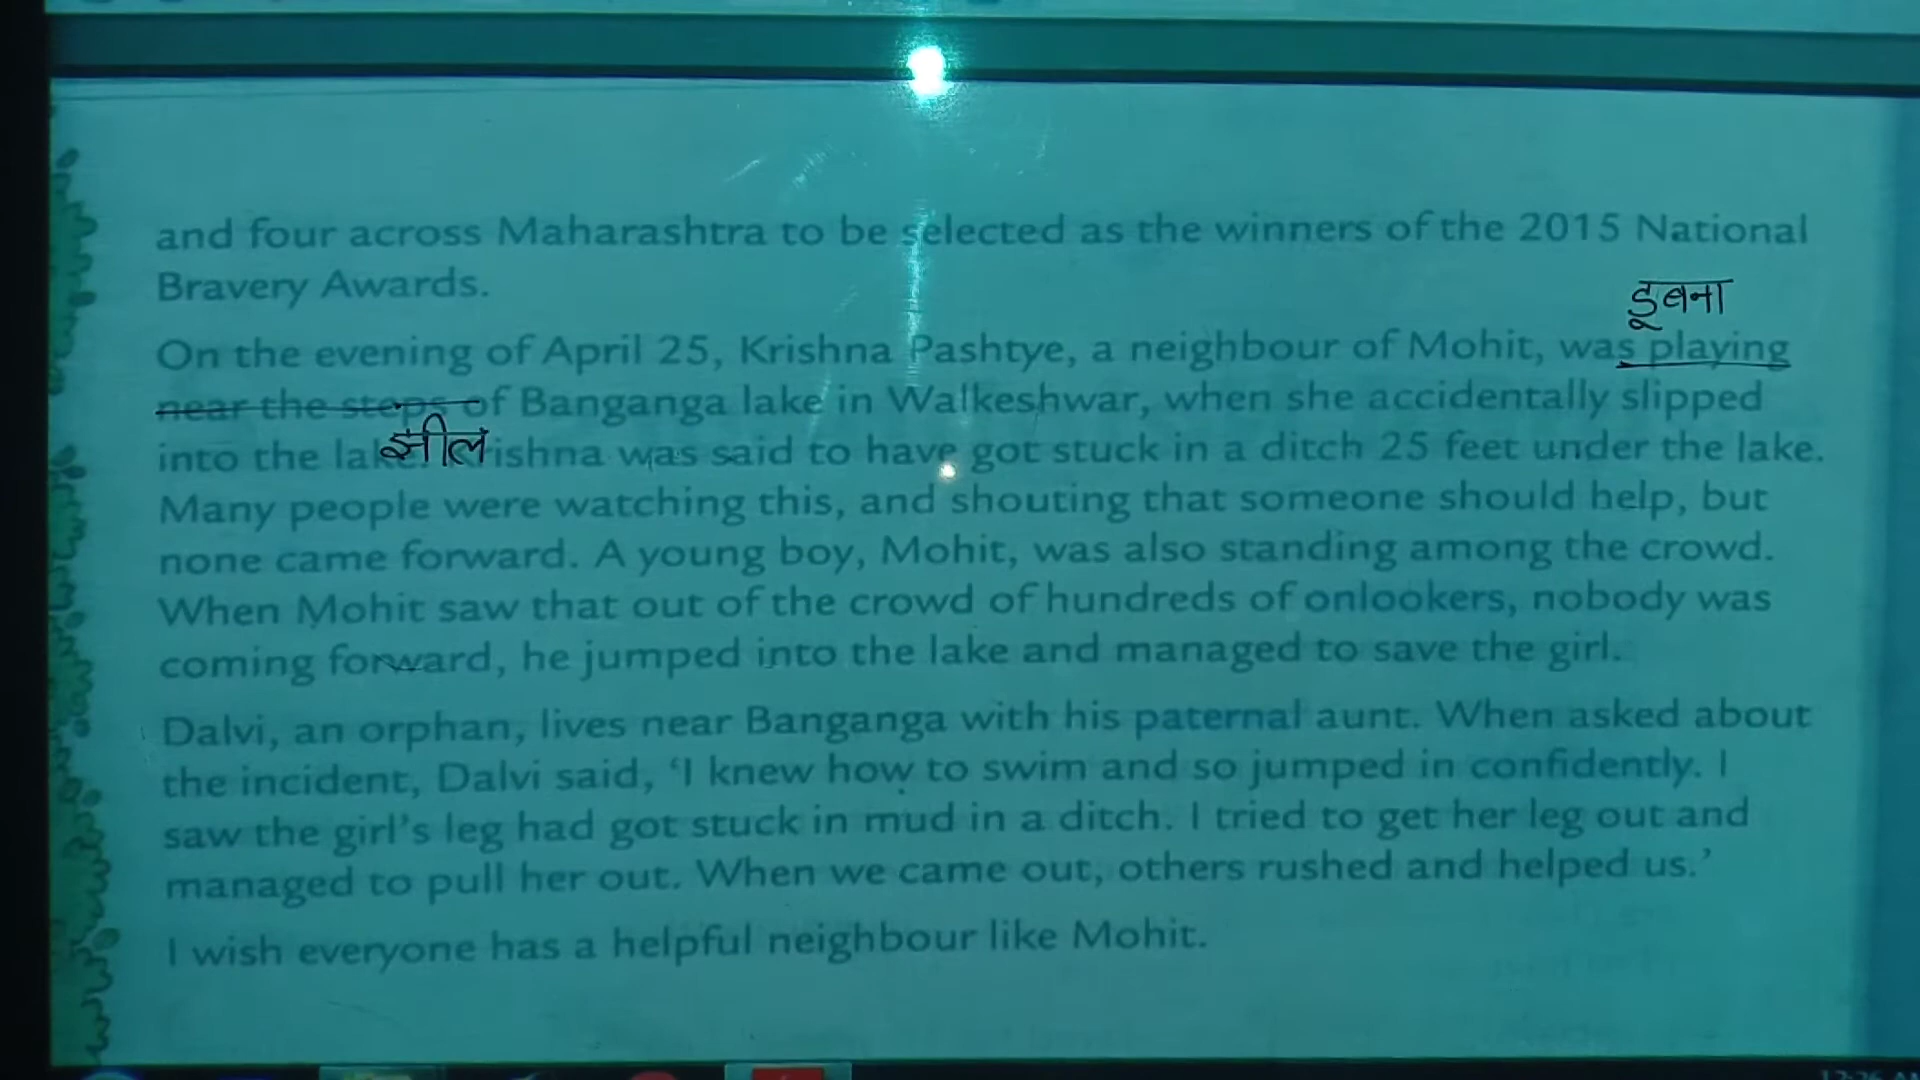 and four across Maharashtra to be selected as the winners of the 2015 National
Bravery Awards.
डूबना
On the evening of April 25, Krishna Pashtye, a neighbour of Mohit, was playing
near the steps of Banganga lake in Walkeshwar, when she accidentally slipped
into the lake. Krishna was said to have got stuck in a ditch 25 feet under the lake.
झील
Many people were watching this, and shouting that someone should help, but
none came forward. A young boy, Mohit, was also standing among the crowd.
When Mohit saw that out of the crowd of hundreds of onlookers, nobody was
coming forward, he jumped into the lake and managed to save the girl.
Dalvi, an orphan, lives near Banganga with his paternal aunt. When asked about
the incident, Dalvi said, ‘I knew how to swim and so jumped in confidently. I
saw the girl’s leg had got stuck in mud in a ditch. I tried to get her leg out and
managed to pull her out. When we came out, others rushed and helped us.’
I wish everyone has a helpful neighbour like Mohit.